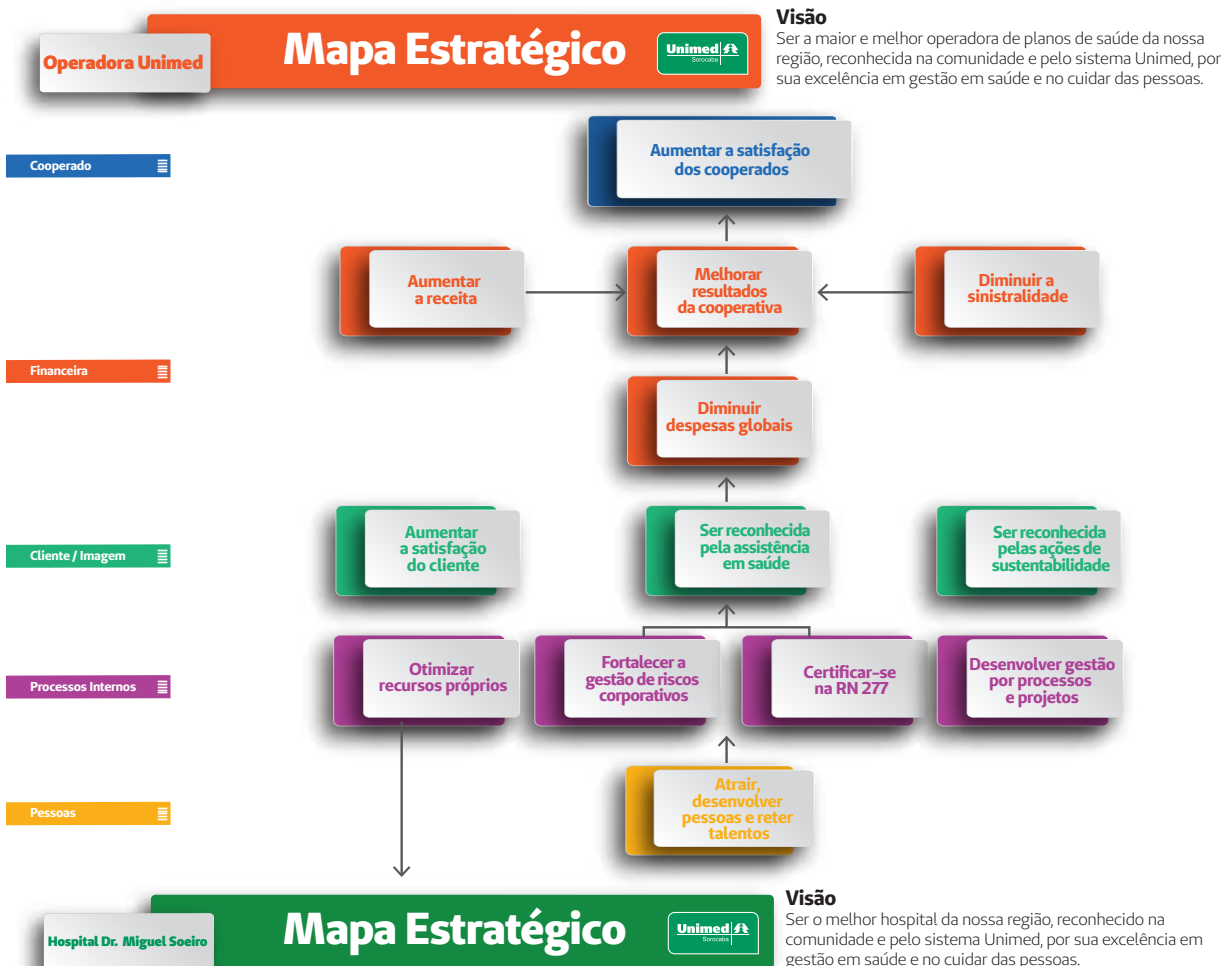 Operadora Unimed
Mapa Estratégico
Unimed
Sorocaba
Visão
Ser a maior e melhor operadora de planos de saúde da nossa
região, reconhecida na comunidade e pelo sistema Unimed, por
sua excelência em gestão em saúde e no cuidar das pessoas.
Cooperado
Aumentar a satisfação
dos cooperados
Aumentar
a receita
Melhorar
resultados
da cooperativa
Diminuir a
sinistralidade
Financeira
Diminuir
despesas globais
Cliente / Imagem
Aumentar
a satisfação
do cliente
Ser reconhecida
pela assistência
em saúde
Ser reconhecida
pelas ações de
sustentabilidade
Processos Internos
Otimizar
recursos próprios
Fortalecer a
gestão de riscos
corporativos
Certificar-se
na RN 277
Desenvolver gestão
por processos
e projetos
Pessoas
Atrair,
desenvolver
pessoas e reter
talentos
Hospital Dr. Miguel Soeiro
Mapa Estratégico
Unimed
Sorocaba
Visão
Ser o melhor hospital da nossa região, reconhecido na
comunidade e pelo sistema Unimed, por sua excelência em
gestão em saúde e no cuidar das pessoas.